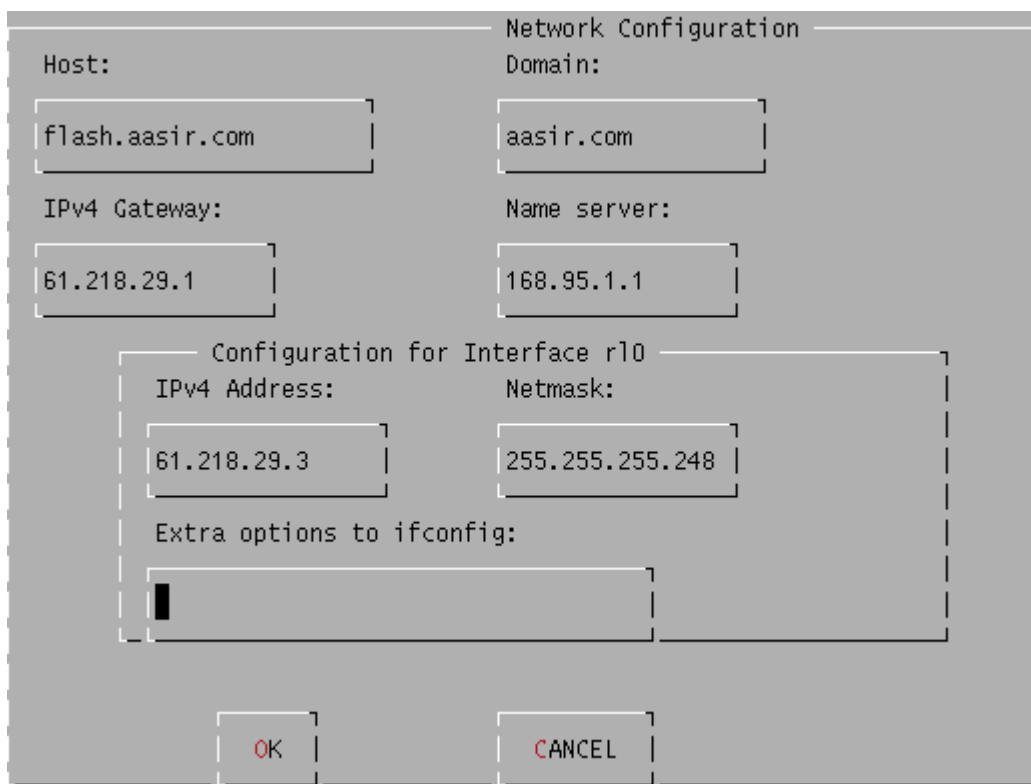 Network Configuration
Host: Domain:
flash.aasir.com aasir.com
IPv4 Gateway: Name server:
61.218.29.1 168.95.1.1
Configuration for Interface rl0
IPv4 Address: Netmask:
61.218.29.3 255.255.255.248
Extra options to ifconfig:
OK CANCEL